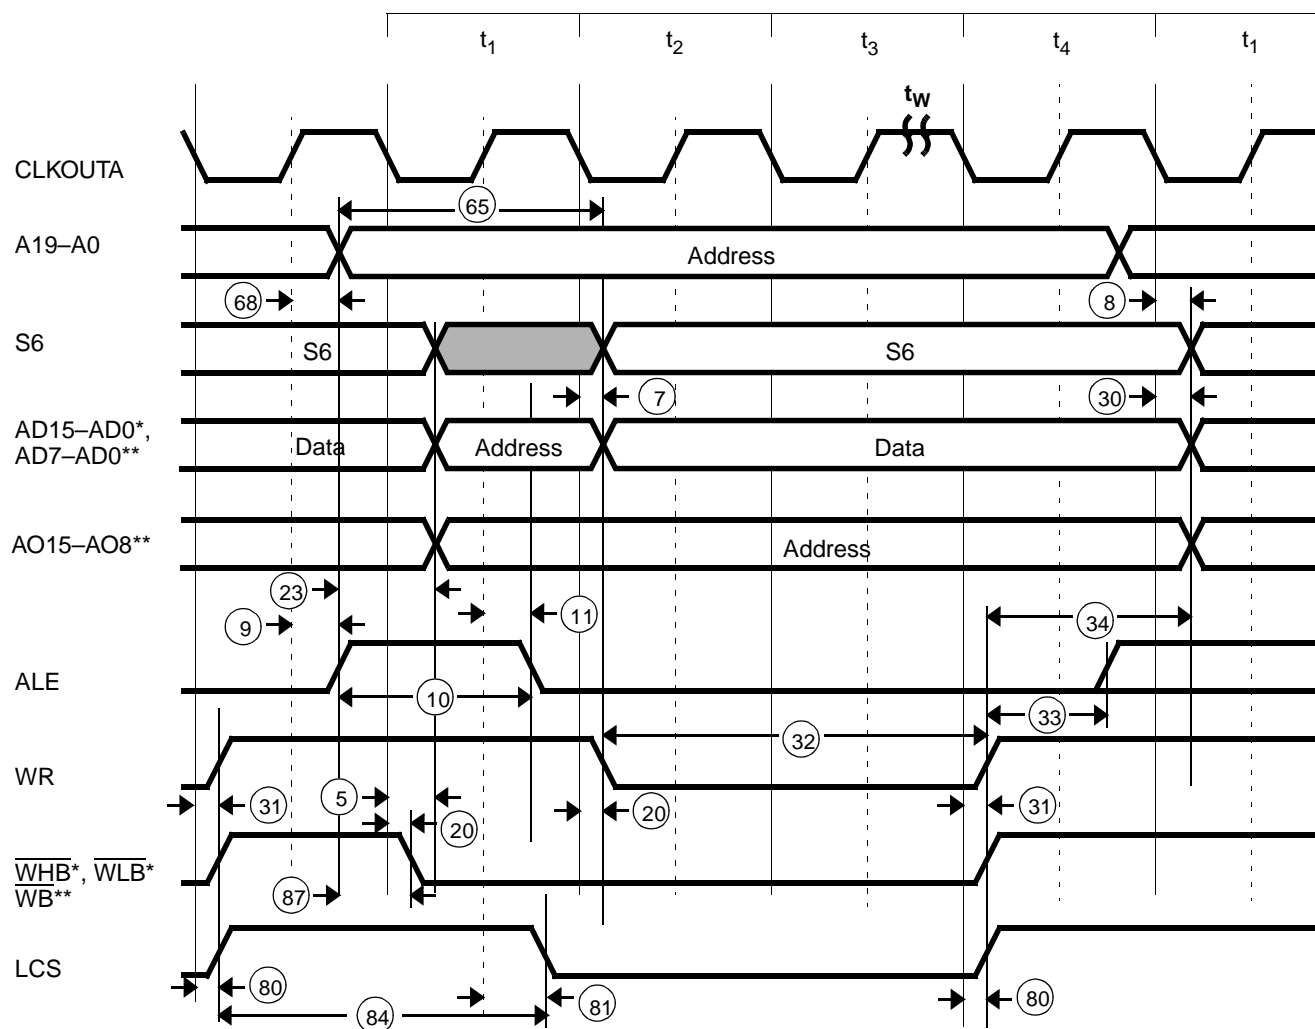 t1 t2 t3 t4 t1
tW
CLKOUTA
65
A19–A0
Address
68
8
S6
S6
S6
7
30
AD15–AD0*,
AD7–AD0**
Data
Address
Data
AO15–AO8**
Address
23
11
9
34
ALE
10
33
32
WR
5
31
20
20
31
WHB*, WLB*
WB**
87
LCS
80
81
80
84